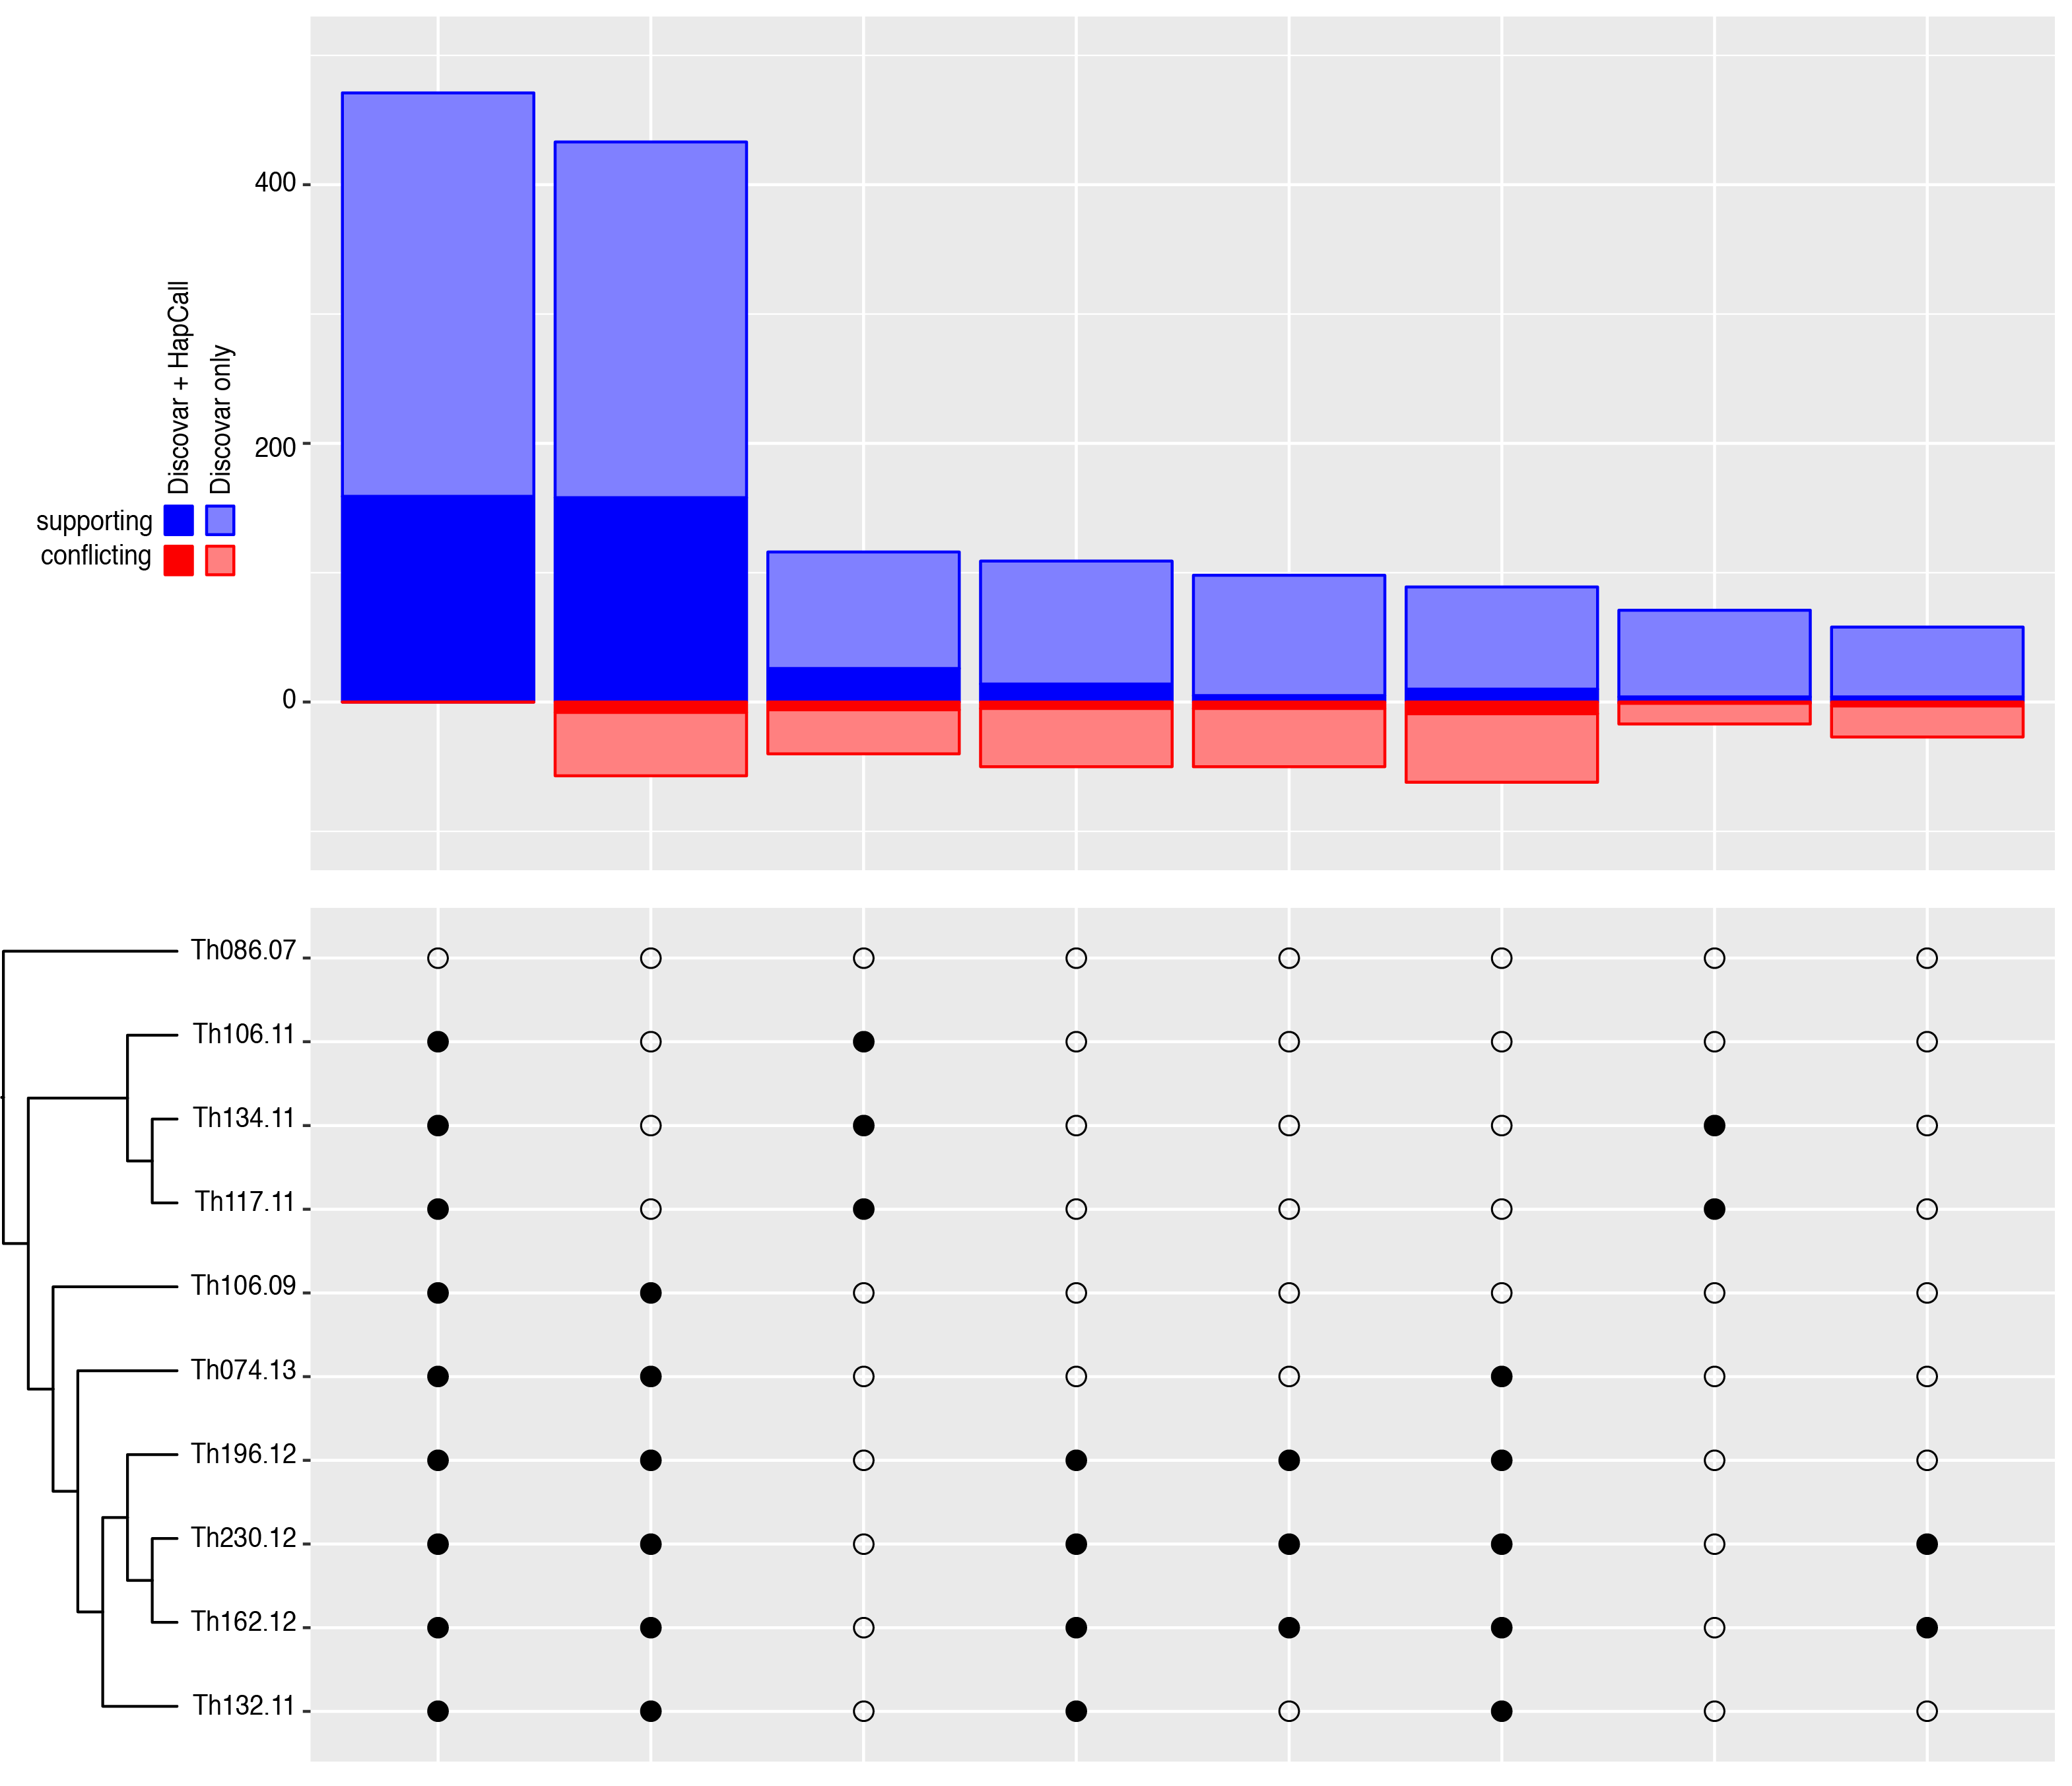 400
200
0
Discovar + HapCall
Discovar only
supporting
conflicting
Th086.07
Th106.11
Th134.11
Th117.11
Th106.09
Th074.13
Th196.12
Th230.12
Th162.12
Th132.11